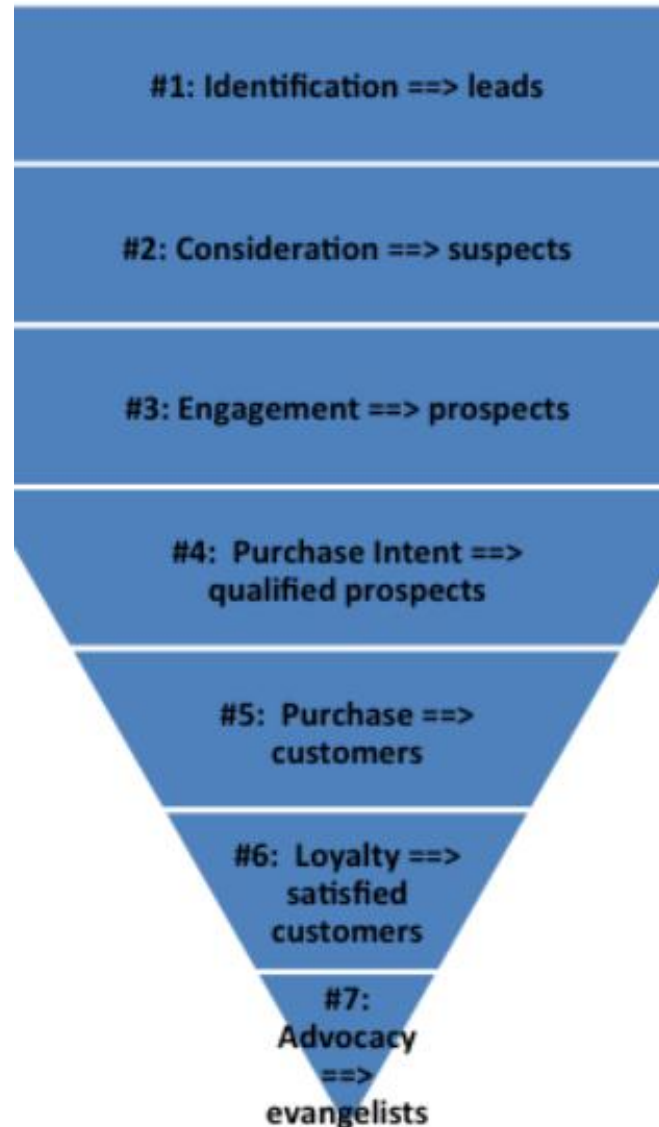 #1: Identification ==> leads
#2: Consideration ==> suspects
#3: Engagement ==> prospects
#4:  Purchase Intent ==>
qualified prospects
#5:  Purchase ==>
customers
#6:  Loyalty ==>
satisfied
customers
#7:
Advocacy
==>
evangelists